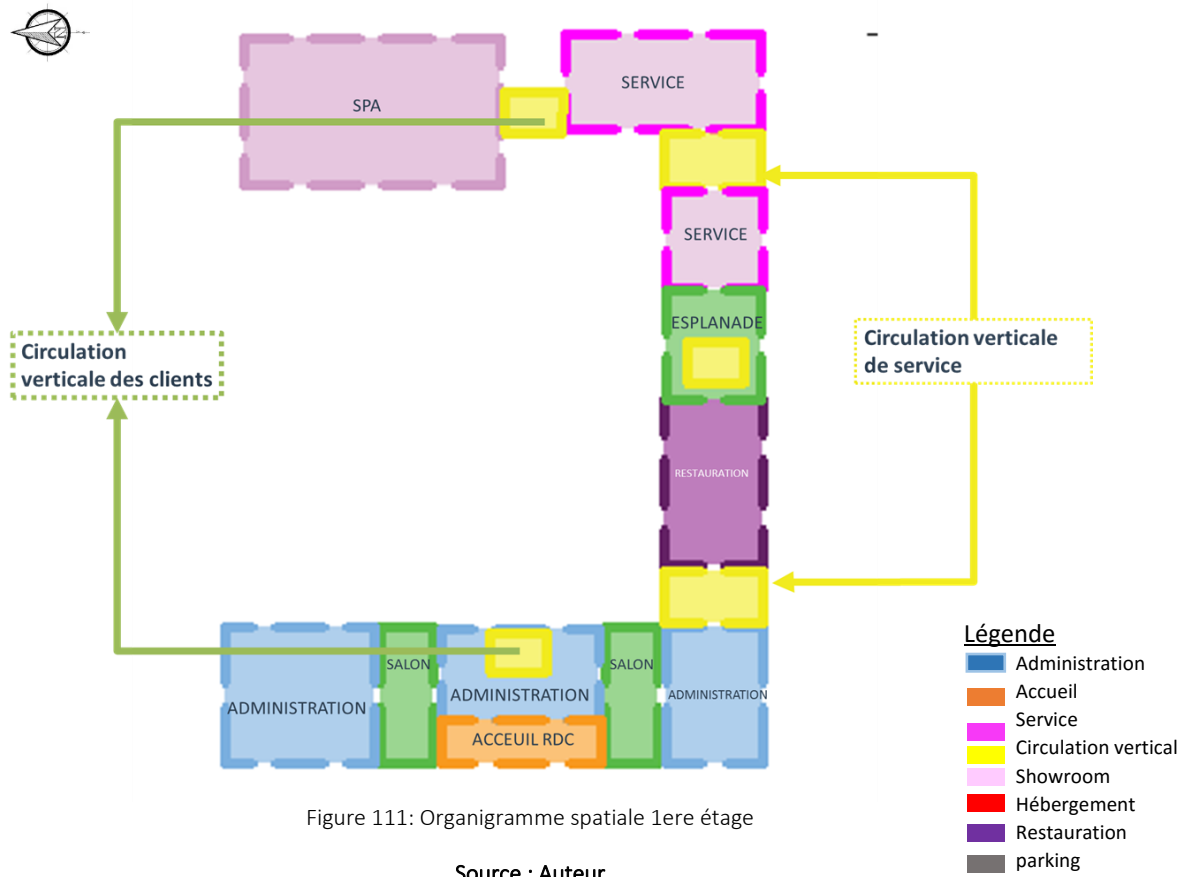 SPA
SERVICE
SERVICE
ESPLANADE
Circulation
verticale des clients
Circulation verticale
de service
RESTAURATION
SALON
SALON
ADMINISTRATION
ADMINISTRATION
ADMINISTRATION
ACCEUIL RDC
Légende
Administration
Accueil
Service
Circulation vertical
Showroom
Hébergement
Restauration
parking
Figure 111: Organigramme spatiale 1ere étage
Source : Auteur